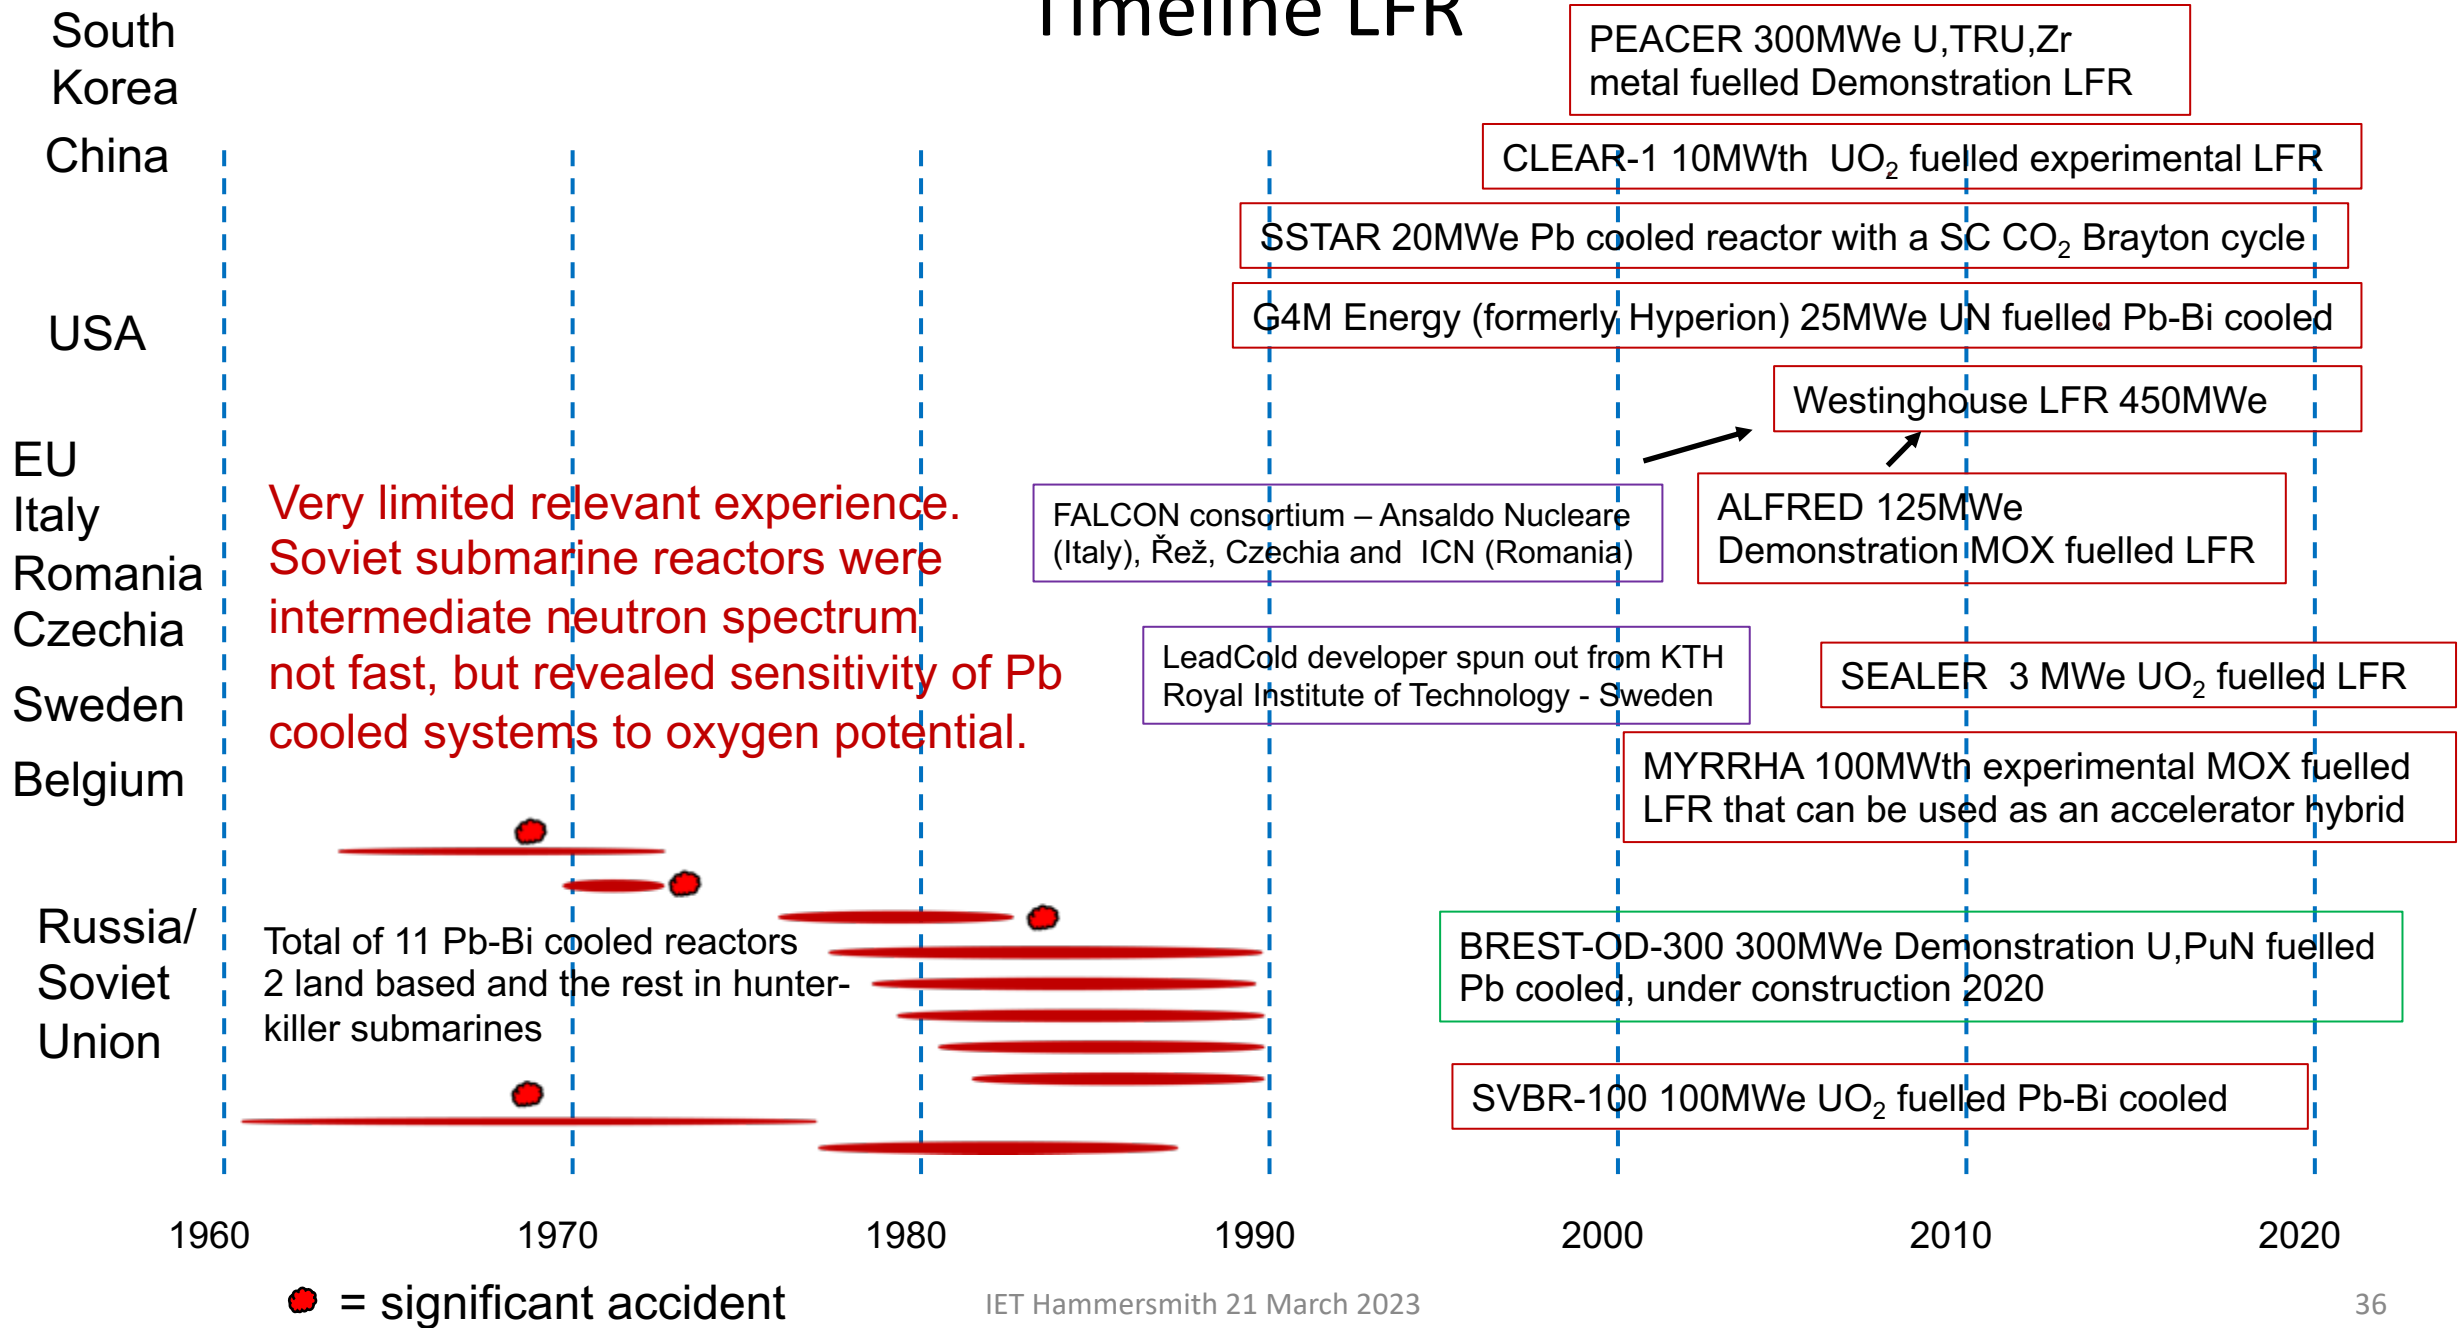 Timeline LFR
South
Korea
PEACER 300MWe U,TRU,Zr
metal fuelled Demonstration LFR
China
CLEAR-1 10MWth UO₂ fuelled experimental LFR
SSTAR 20MWe Pb cooled reactor with a SC CO₂ Brayton cycle
USA
G4M Energy (formerly Hyperion) 25MWe UN fuelled Pb-Bi cooled
Westinghouse LFR 450MWe
EU
Italy
Romania
Czechia
Sweden
Belgium
Very limited relevant experience.
Soviet submarine reactors were
intermediate neutron spectrum
not fast, but revealed sensitivity of Pb
cooled systems to oxygen potential.
FALCON consortium – Ansaldo Nucleare
(Italy), Řež, Czechia and ICN (Romania)
ALFRED 125MWe
Demonstration MOX fuelled LFR
LeadCold developer spun out from KTH
Royal Institute of Technology - Sweden
SEALER 3 MWe UO₂ fuelled LFR
MYRRHA 100MWth experimental MOX fuelled
LFR that can be used as an accelerator hybrid
Russia/
Soviet
Union
Total of 11 Pb-Bi cooled reactors
2 land based and the rest in hunter-
killer submarines
BREST-OD-300 300MWe Demonstration U,PuN fuelled
Pb cooled, under construction 2020
SVBR-100 100MWe UO₂ fuelled Pb-Bi cooled
1960 1970 1980 1990 2000 2010 2020
= significant accident
IET Hammersmith 21 March 2023
36